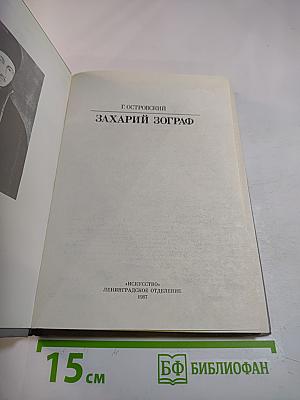 Г. ОСТРОВСКИЙ
ЗАХАРИЙ ЗОГРАФ
«ИСКУССТВО»
ЛЕНИНГРАДСКОЕ ОТДЕЛЕНИЕ
1987
15 см
БФ БИБЛИОФАН